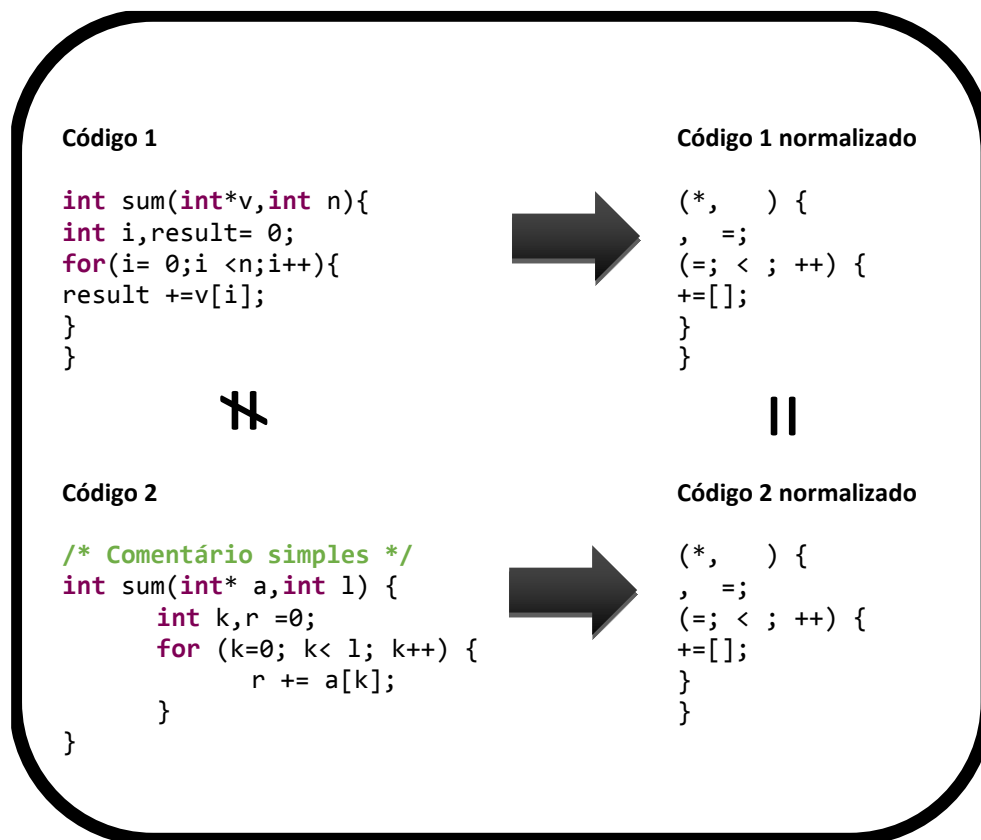 Código 1
int sum(int*v,int n){
int i,result= 0;
for(i= 0;i <n;i++){
result +=v[i];
}
}
Código 1 normalizado
(*,   ) {
,  =;
(=; < ; ++) {
+=[];
}
}
Código 2
/* Comentário simples */
int sum(int* a,int l) {
      int k,r =0;
      for (k=0; k< l; k++) {
            r += a[k];
      }
}
Código 2 normalizado
(*,   ) {
,  =;
(=; < ; ++) {
+=[];
}
}